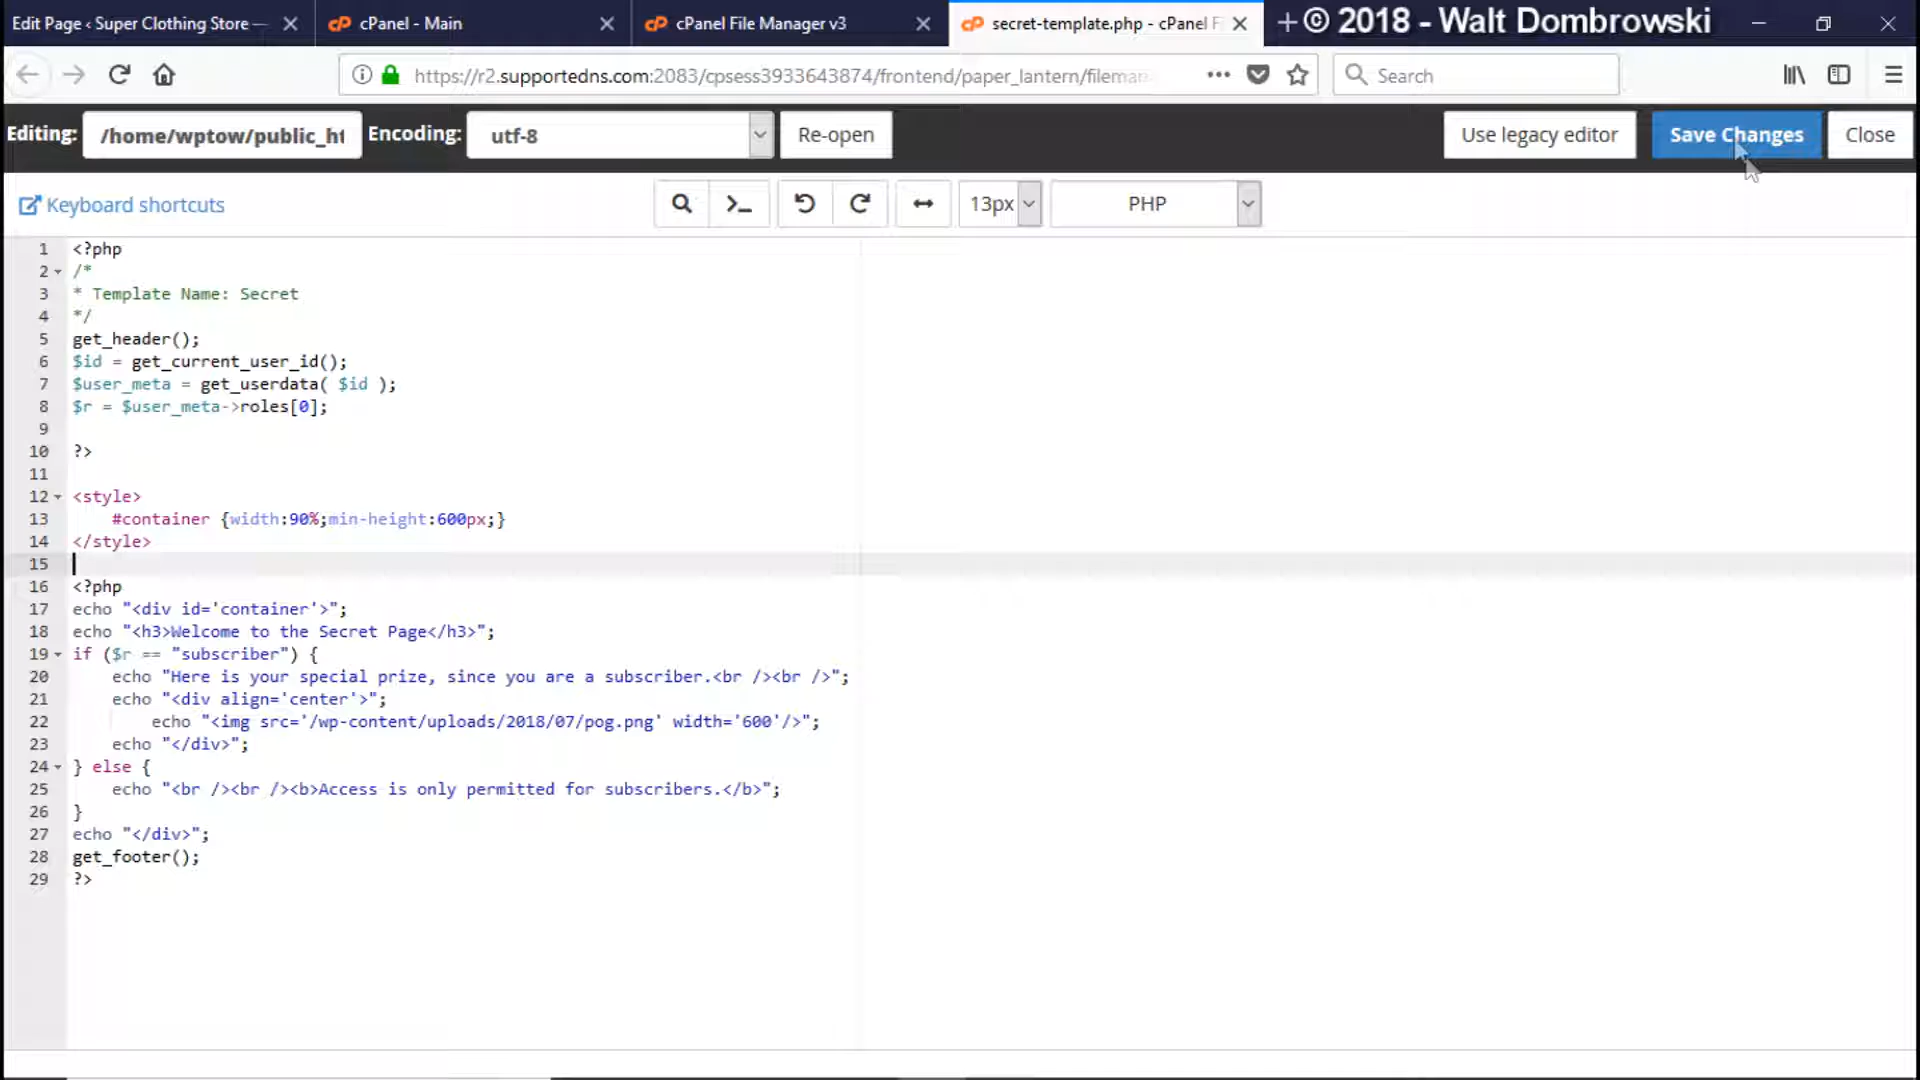 Edit Page ‹ Super Clothing Store —
cPanel - Main
cPanel File Manager v3
secret-template.php - cPanel F
© 2018 - Walt Dombrowski
https://r2.supportedns.com:2083/cpsess3933643874/frontend/paper_lantern/fileman
Search
Editing:
/home/wptow/public_ht
Encoding:
utf-8
Re-open
Use legacy editor
Save Changes
Close
Keyboard shortcuts
13px
PHP
1 <?php
2 /*
3 * Template Name: Secret
4 */
5 get_header();
6 $id = get_current_user_id();
7 $user_meta = get_userdata( $id );
8 $r = $user_meta->roles[0];
9
10 ?>
11
12 <style>
13     #container {width:90%;min-height:600px;}
14 </style>
15
16 <?php
17 echo "<div id='container'>";
18 echo "<h3>Welcome to the Secret Page</h3>";
19 if ($r == "subscriber") {
20     echo "Here is your special prize, since you are a subscriber.<br /><br />";
21     echo "<div align='center'>";
22         echo "<img src='/wp-content/uploads/2018/07/pog.png' width='600'/>";
23     echo "</div>";
24 } else {
25     echo "<br /><br /><b>Access is only permitted for subscribers.</b>";
26 }
27 echo "</div>";
28 get_footer();
29 ?>